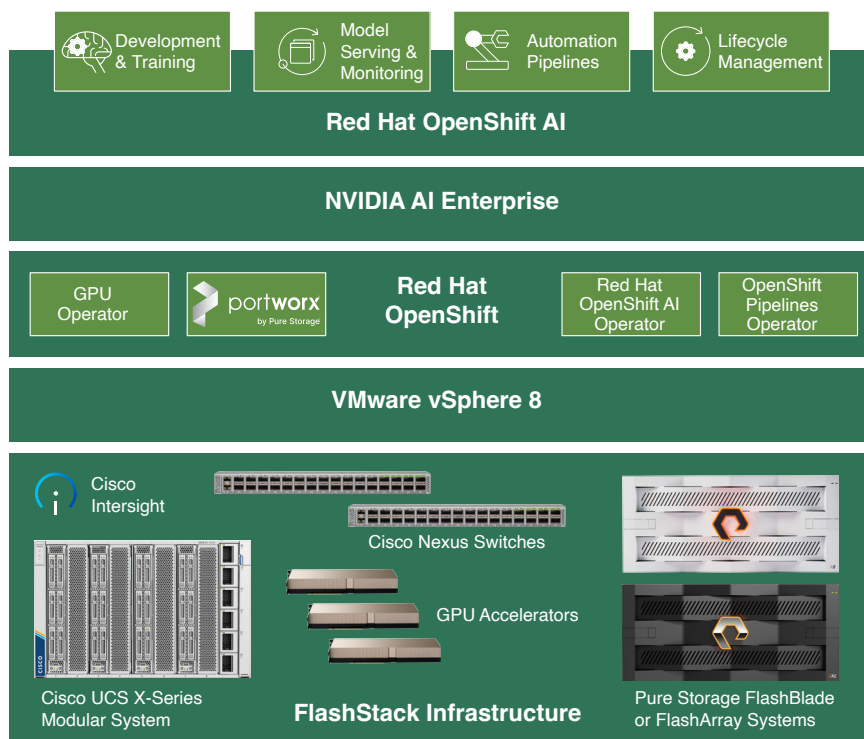 Development
& Training
Model
Serving &
Monitoring
Automation
Pipelines
Lifecycle
Management
Red Hat OpenShift AI
NVIDIA AI Enterprise
GPU
Operator
portworx
by Pure Storage
Red Hat
OpenShift
Red Hat
OpenShift AI
Operator
OpenShift
Pipelines
Operator
VMware vSphere 8
Cisco
Intersight
Cisco Nexus Switches
GPU Accelerators
CISCO
Cisco UCS X-Series
Modular System
FlashStack Infrastructure
Pure Storage FlashBlade
or FlashArray Systems